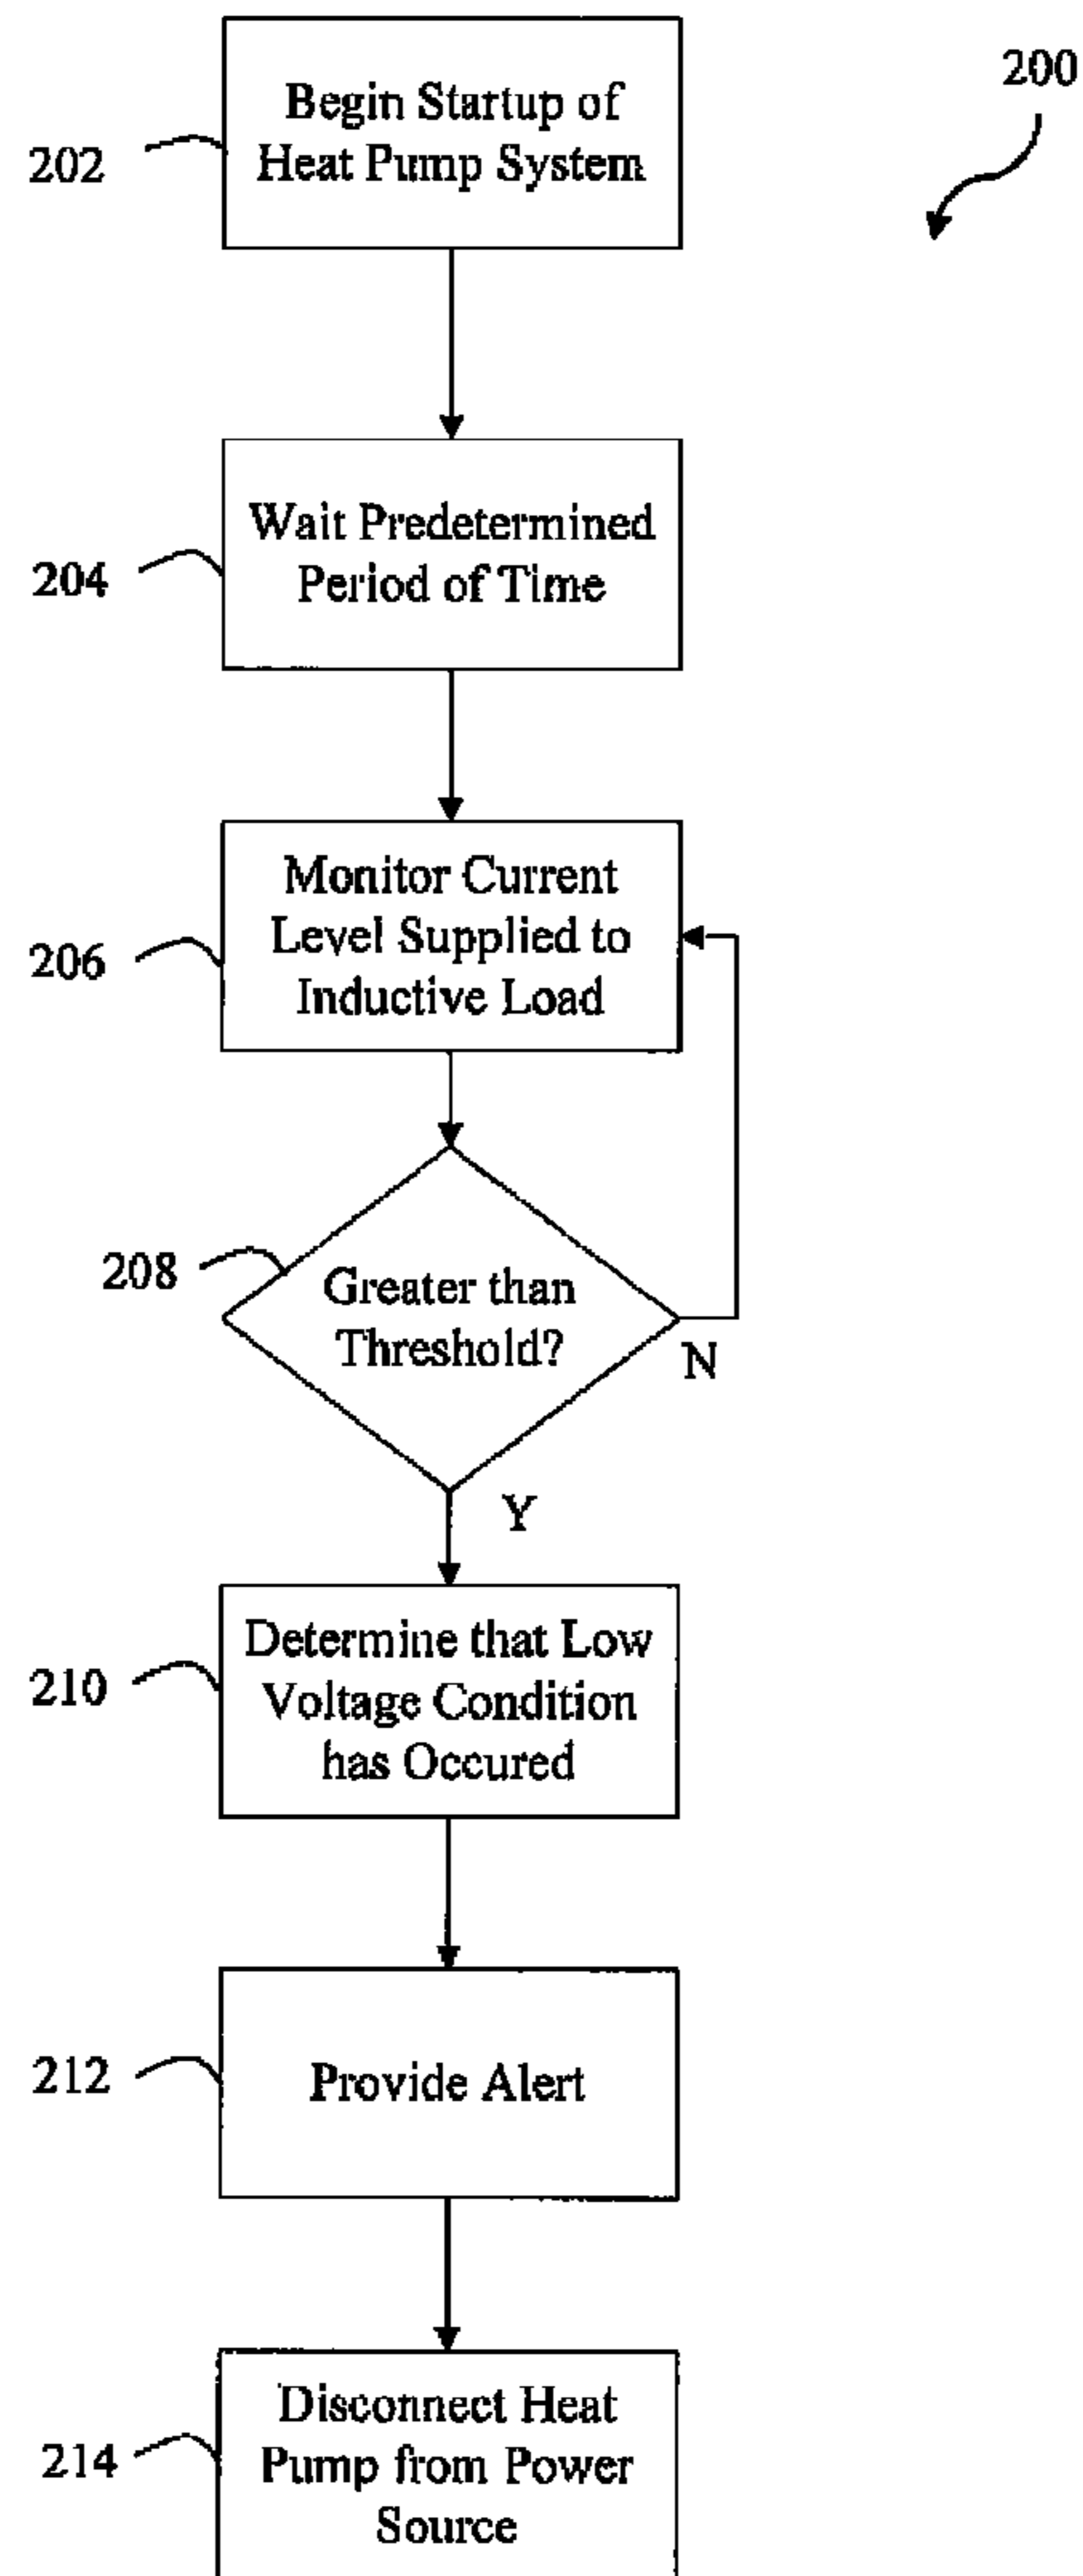 200
Begin Startup of
Heat Pump System
202
Wait Predetermined
Period of Time
204
Monitor Current
Level Supplied to
Inductive Load
206
Greater than
Threshold?
208
N
Y
Determine that Low
Voltage Condition
has Occured
210
Provide Alert
212
Disconnect Heat
Pump from Power
Source
214